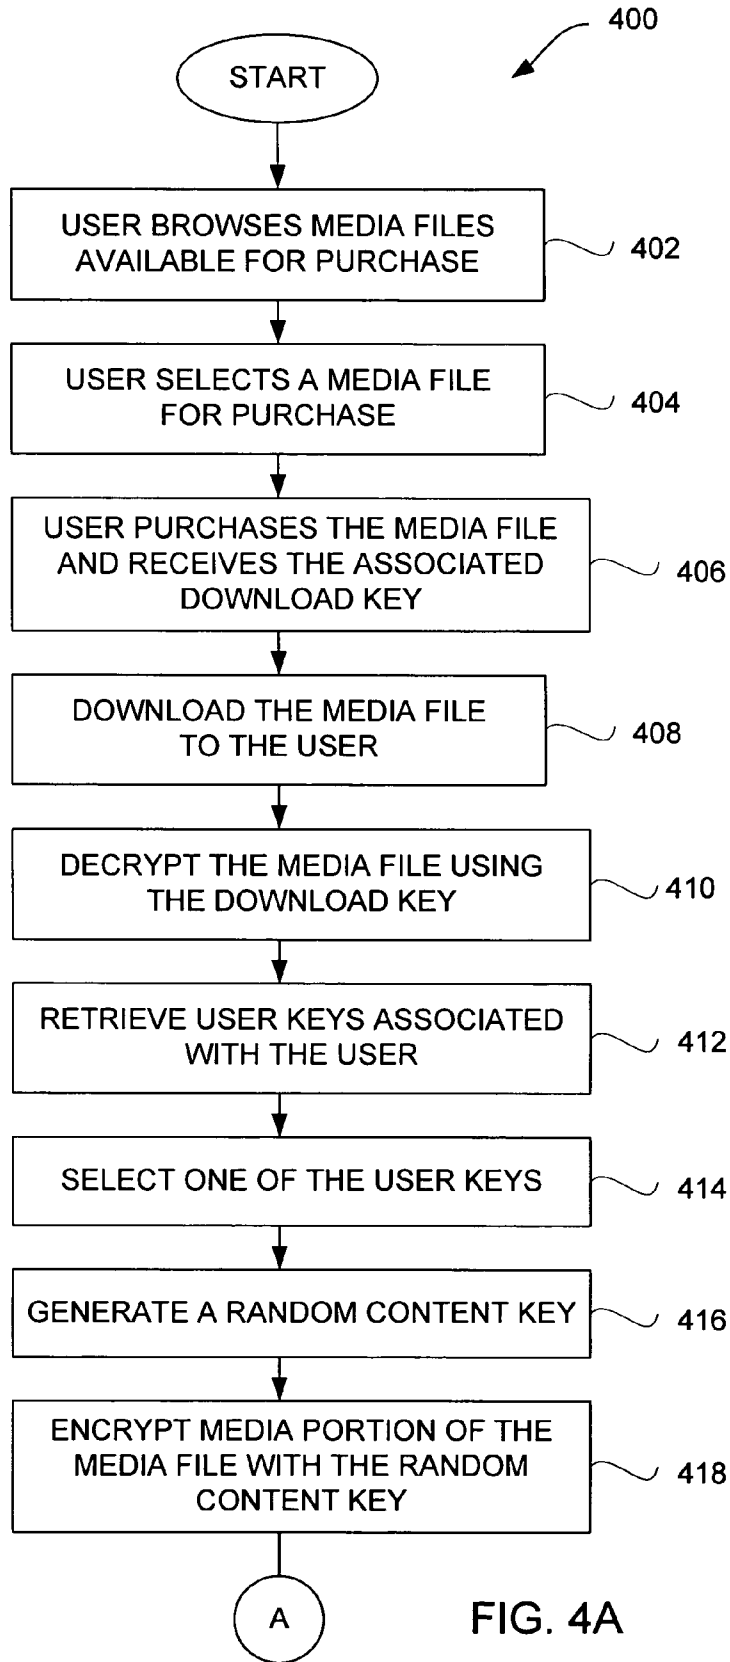 400
START
USER BROWSES MEDIA FILES
AVAILABLE FOR PURCHASE
402
USER SELECTS A MEDIA FILE
FOR PURCHASE
404
USER PURCHASES THE MEDIA FILE
AND RECEIVES THE ASSOCIATED
DOWNLOAD KEY
406
DOWNLOAD THE MEDIA FILE
TO THE USER
408
DECRYPT THE MEDIA FILE USING
THE DOWNLOAD KEY
410
RETRIEVE USER KEYS ASSOCIATED
WITH THE USER
412
SELECT ONE OF THE USER KEYS
414
GENERATE A RANDOM CONTENT KEY
416
ENCRYPT MEDIA PORTION OF THE
MEDIA FILE WITH THE RANDOM
CONTENT KEY
418
A
FIG. 4A